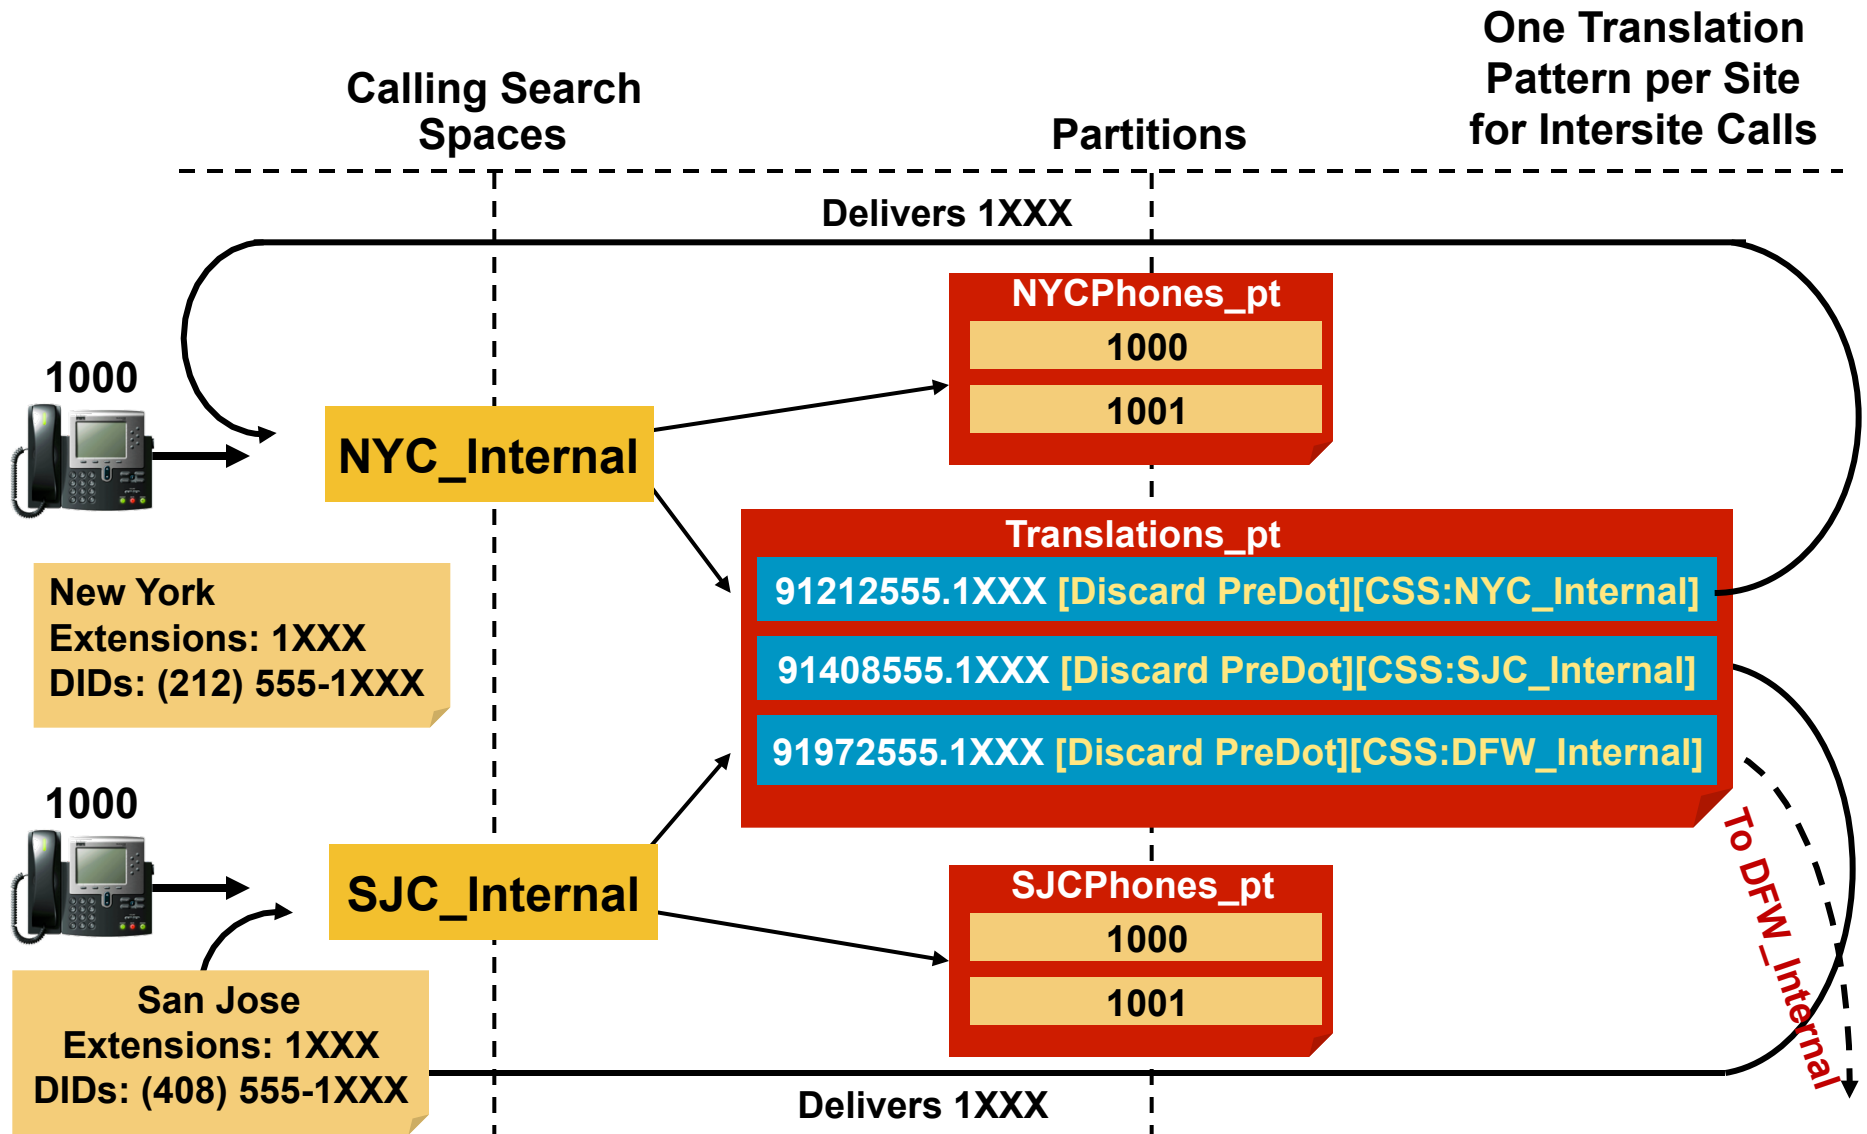 One Translation
Pattern per Site
for Intersite Calls
Calling Search
Spaces
Partitions
Delivers 1XXX
NYCPhones_pt
1000
1001
1000
NYC_Internal
Translations_pt
91212555.1XXX [Discard PreDot][CSS:NYC_Internal]
91408555.1XXX [Discard PreDot][CSS:SJC_Internal]
91972555.1XXX [Discard PreDot][CSS:DFW_Internal]
New York
Extensions: 1XXX
DIDs: (212) 555-1XXX
1000
SJC_Internal
SJCPhones_pt
1000
1001
To DFW_Internal
San Jose
Extensions: 1XXX
DIDs: (408) 555-1XXX
Delivers 1XXX